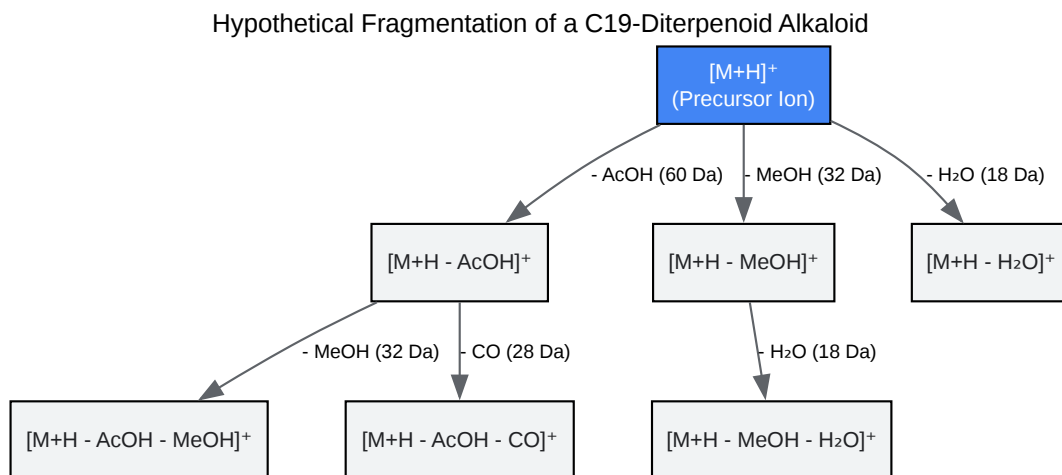 Hypothetical Fragmentation of a C19-Diterpenoid Alkaloid
[M+H]⁺
(Precursor Ion)
- AcOH (60 Da)
- MeOH (32 Da)
- H₂O (18 Da)
[M+H - AcOH]⁺
[M+H - MeOH]⁺
[M+H - H₂O]⁺
- MeOH (32 Da)
- CO (28 Da)
- H₂O (18 Da)
[M+H - AcOH - MeOH]⁺
[M+H - AcOH - CO]⁺
[M+H - MeOH - H₂O]⁺